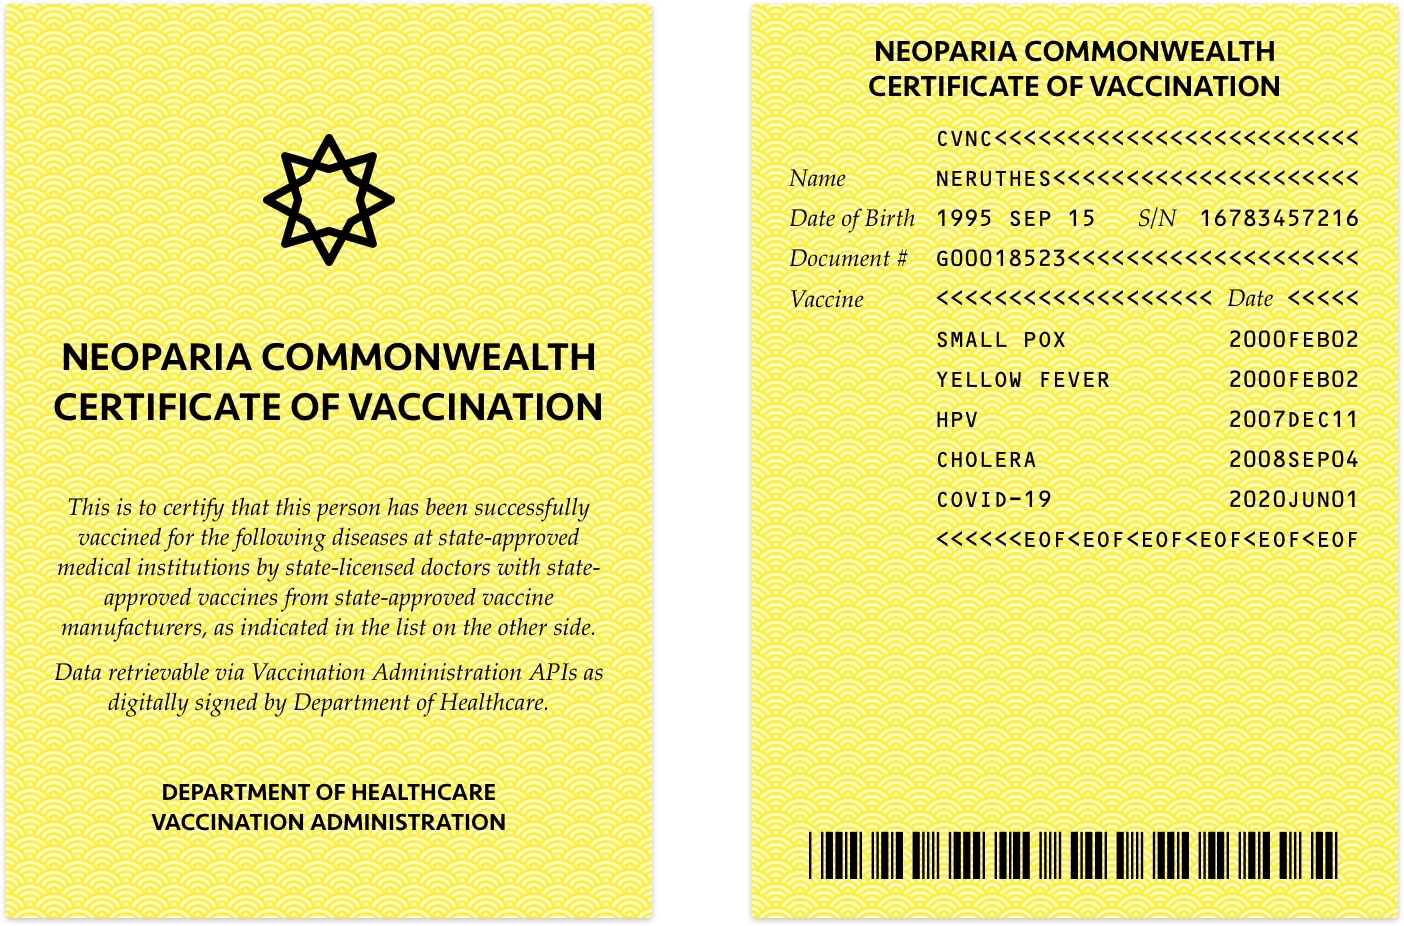 NEOPARIA COMMONWEALTH
CERTIFICATE OF VACCINATION
This is to certify that this person has been successfully
vaccined for the following diseases at state-approved
medical institutions by state-licensed doctors with state-
approved vaccines from state-approved vaccine
manufacturers, as indicated in the list on the other side.
Data retrievable via Vaccination Administration APIs as
digitally signed by Department of Healthcare.
DEPARTMENT OF HEALTHCARE
VACCINATION ADMINISTRATION
NEOPARIA COMMONWEALTH
CERTIFICATE OF VACCINATION
CVNC<<<<<<<<<<<<<<<<<<<<<<<<<
Name NERUTHES<<<<<<<<<<<<<<<<<<<<<
Date of Birth 1995 SEP 15 S/N 16783457216
Document # G00018523<<<<<<<<<<<<<<<<<<<<
Vaccine <<<<<<<<<<<<<<<<<<< Date <<<<<
SMALL POX 2000FEB02
YELLOW FEVER 2000FEB02
HPV 2007DEC11
CHOLERA 2008SEP04
COVID-19 2020JUN01
<<<<<<EOF<EOF<EOF<EOF<EOF<EOF